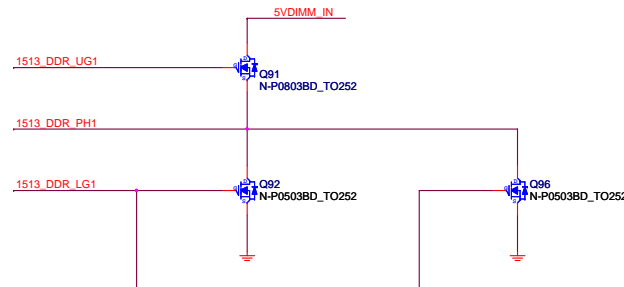 5VDIMM_IN
1513_DDR_UG1
G
D
S
Q91
N-P0803BD_TO252
1513_DDR_PH1
1513_DDR_LG1
G
D
S
Q92
N-P0503BD_TO252
G
D
S
Q96
N-P0503BD_TO252